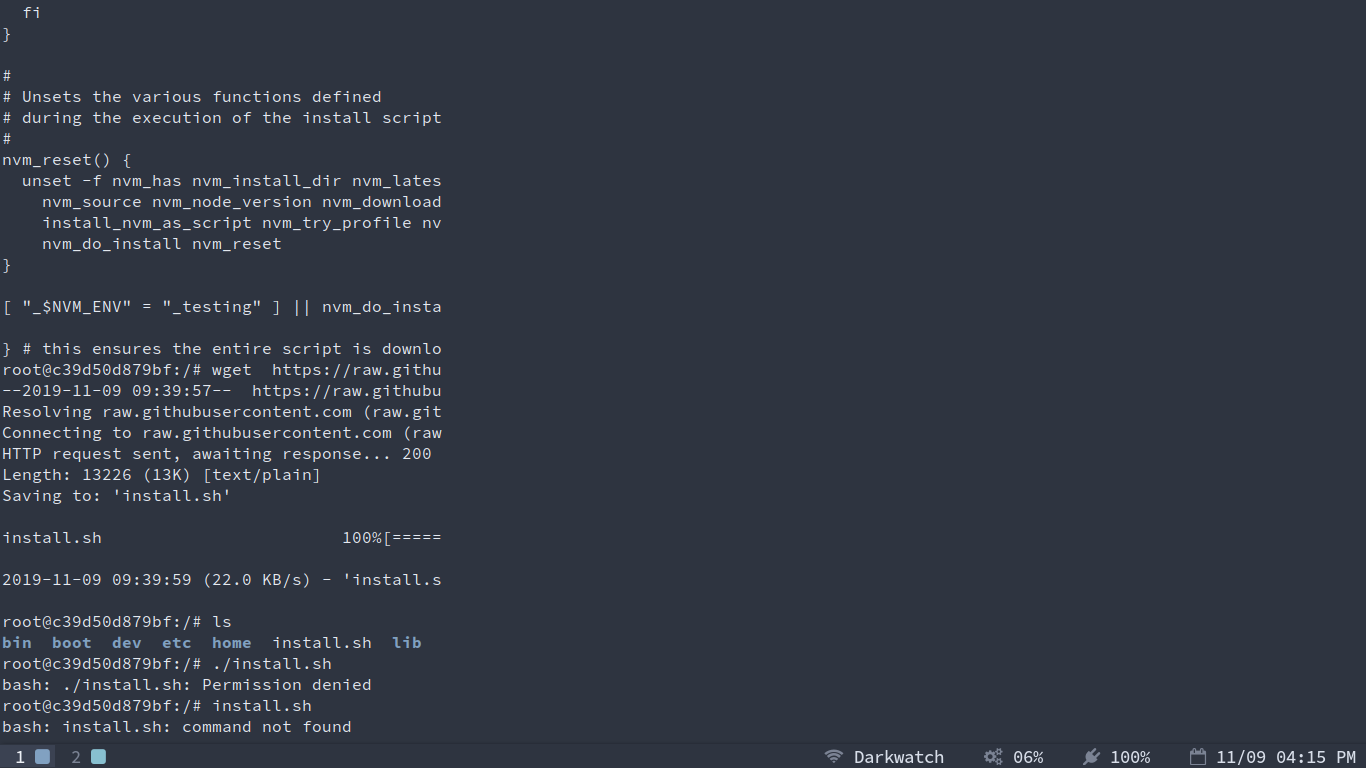 fi
}

#
# Unsets the various functions defined
# during the execution of the install script
#
nvm_reset() {
  unset -f nvm_has nvm_install_dir nvm_lates
    nvm_source nvm_node_version nvm_download
    install_nvm_as_script nvm_try_profile nv
    nvm_do_install nvm_reset
}

[ "_$NVM_ENV" = "_testing" ] || nvm_do_insta

} # this ensures the entire script is downlo
root@c39d50d879bf:/# wget  https://raw.githu
--2019-11-09 09:39:57--  https://raw.githubu
Resolving raw.githubusercontent.com (raw.git
Connecting to raw.githubusercontent.com (raw
HTTP request sent, awaiting response... 200
Length: 13226 (13K) [text/plain]
Saving to: 'install.sh'

install.sh                        100%[=====

2019-11-09 09:39:59 (22.0 KB/s) - 'install.s

root@c39d50d879bf:/# ls
bin  boot  dev  etc  home  install.sh  lib
root@c39d50d879bf:/# ./install.sh
bash: ./install.sh: Permission denied
root@c39d50d879bf:/# install.sh
bash: install.sh: command not found
1 2 Darkwatch 06% 100% 11/09 04:15 PM